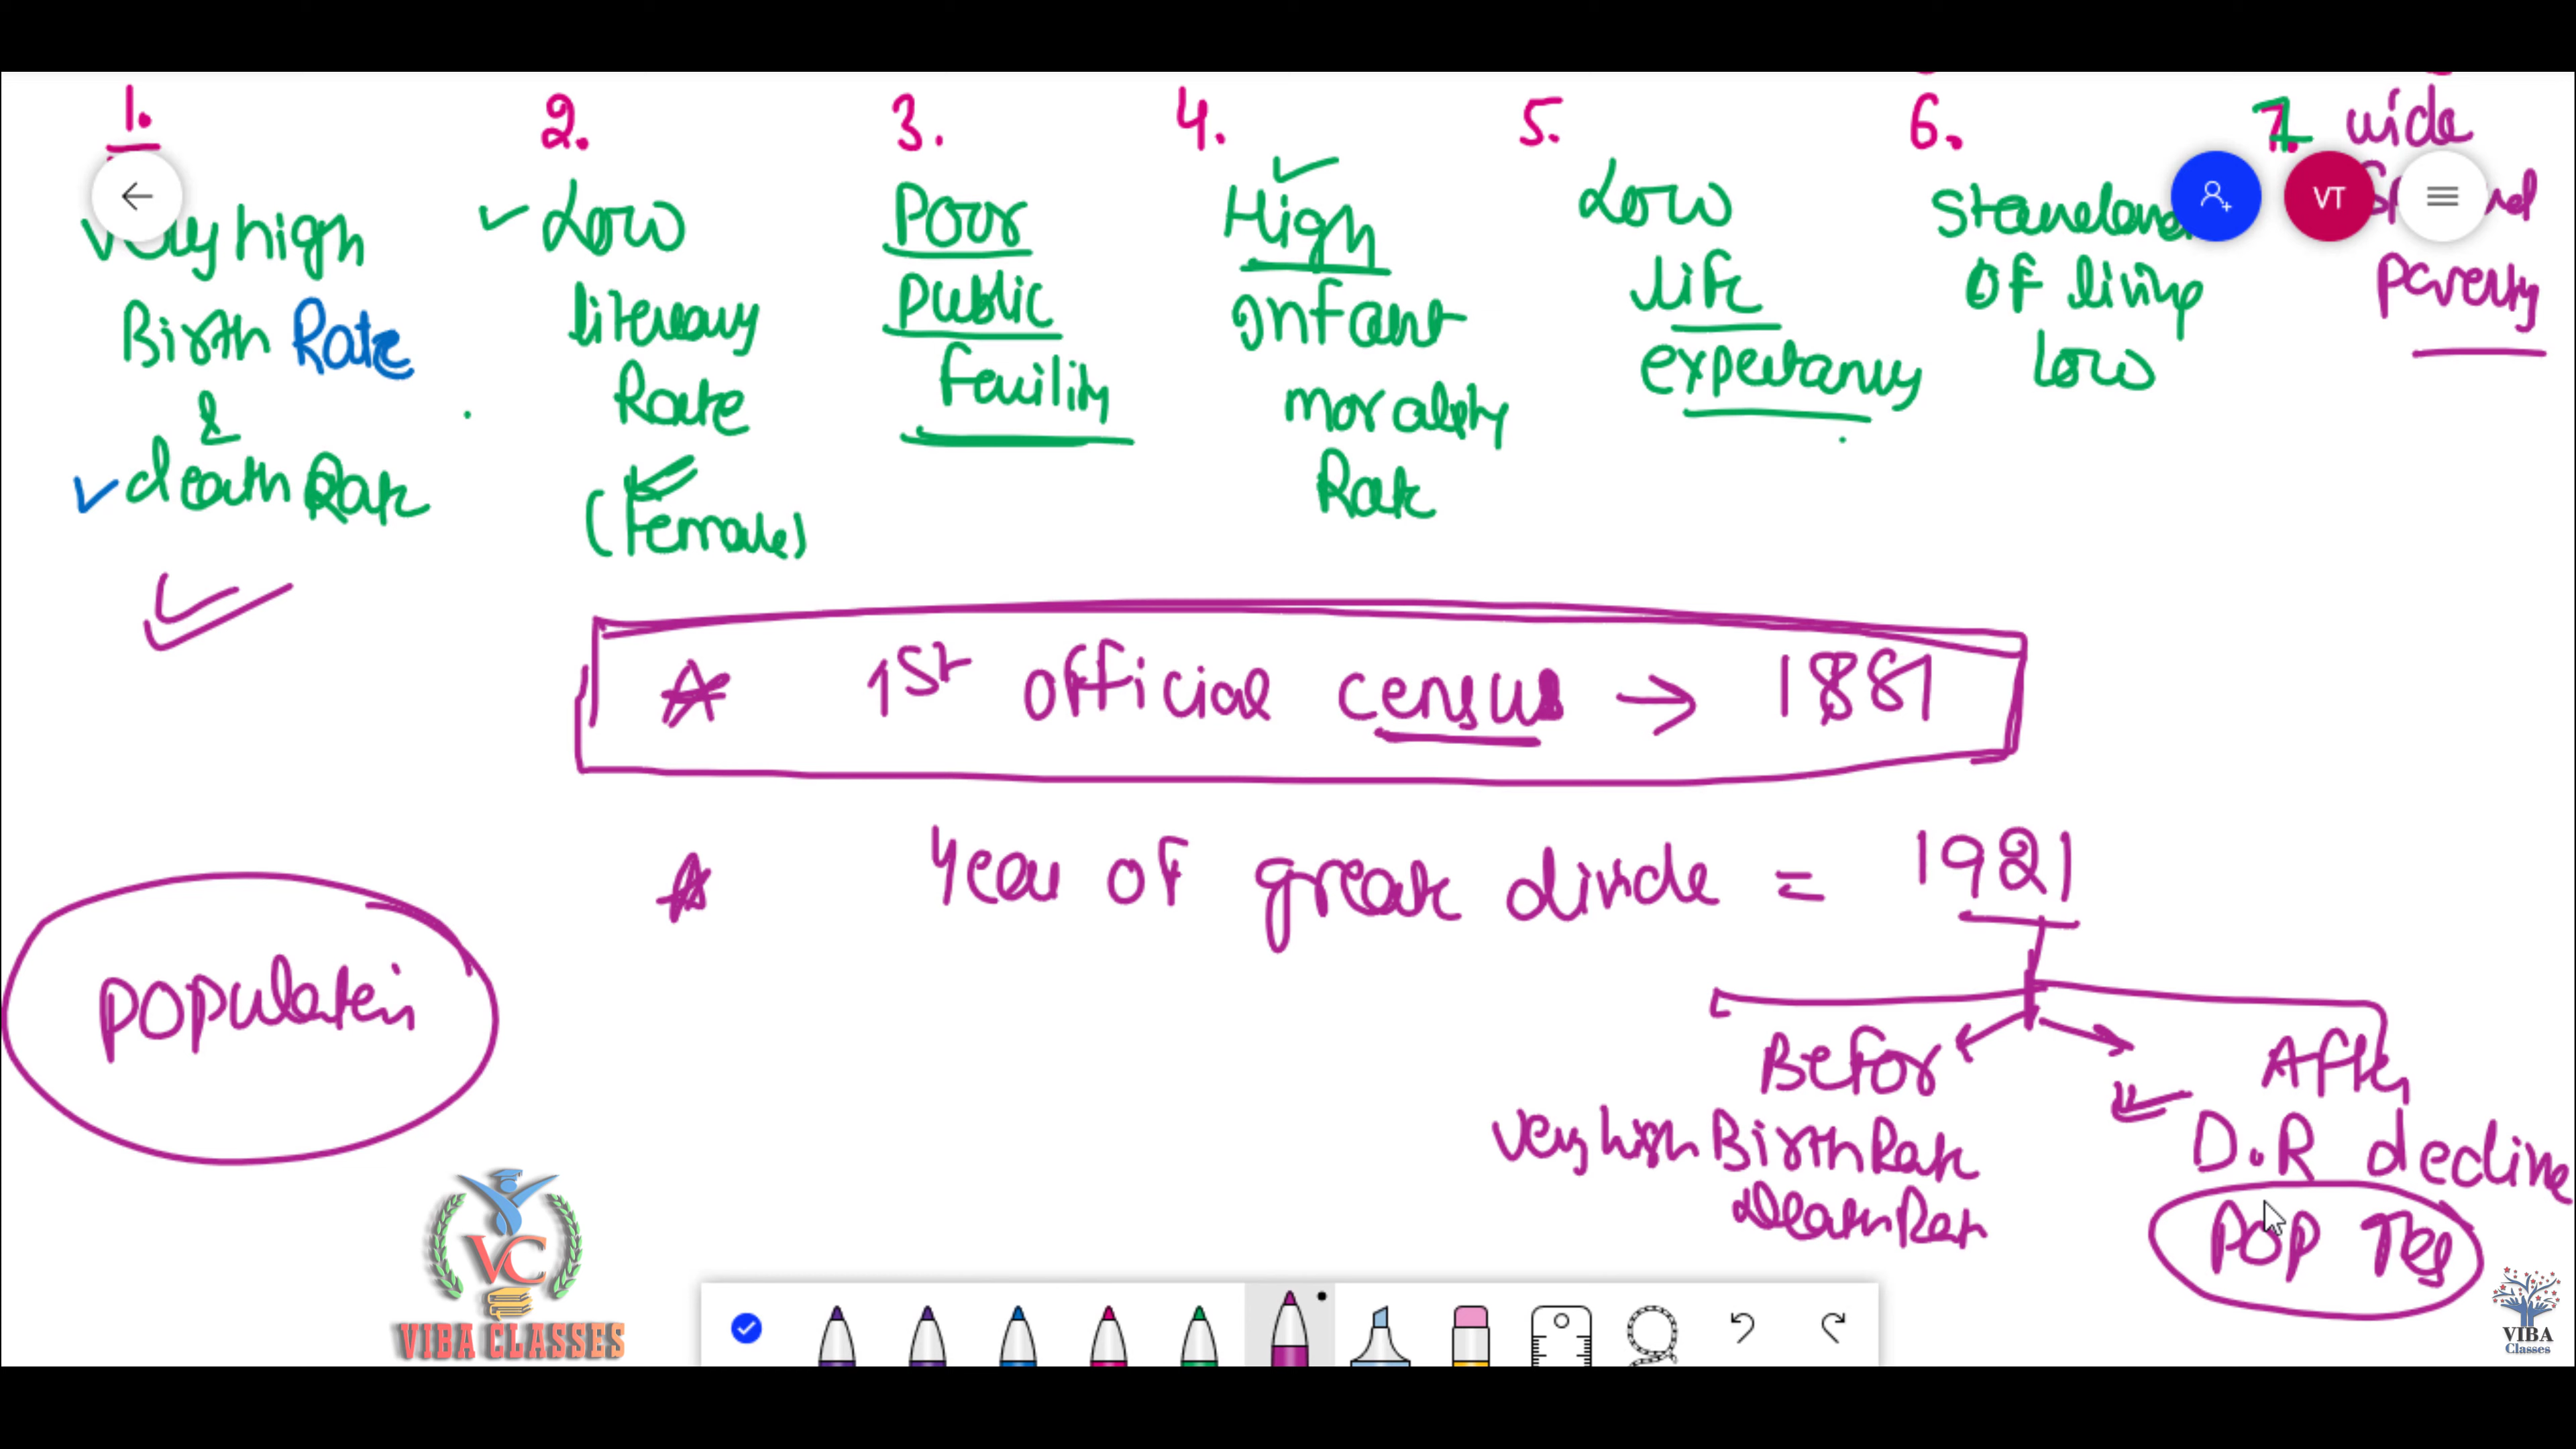 1.
very high
Birth Rate
&
death Rate
2.
Low
literacy
Rate
(Female)
3.
Poor
Public
Facility
4.
High
Infant
morality
Rate
5.
Low
life
expectancy
6.
Standard
of living
Low
7. wide
Poverty
☆ 1st official census → 1881
☆ Year of great divide = 1921
Population
Befor
Very high Birth Rate
Death Rate
After
D.R decline
Pop ↑es
VT
VC
VIBA CLASSES
VIBA
Classes